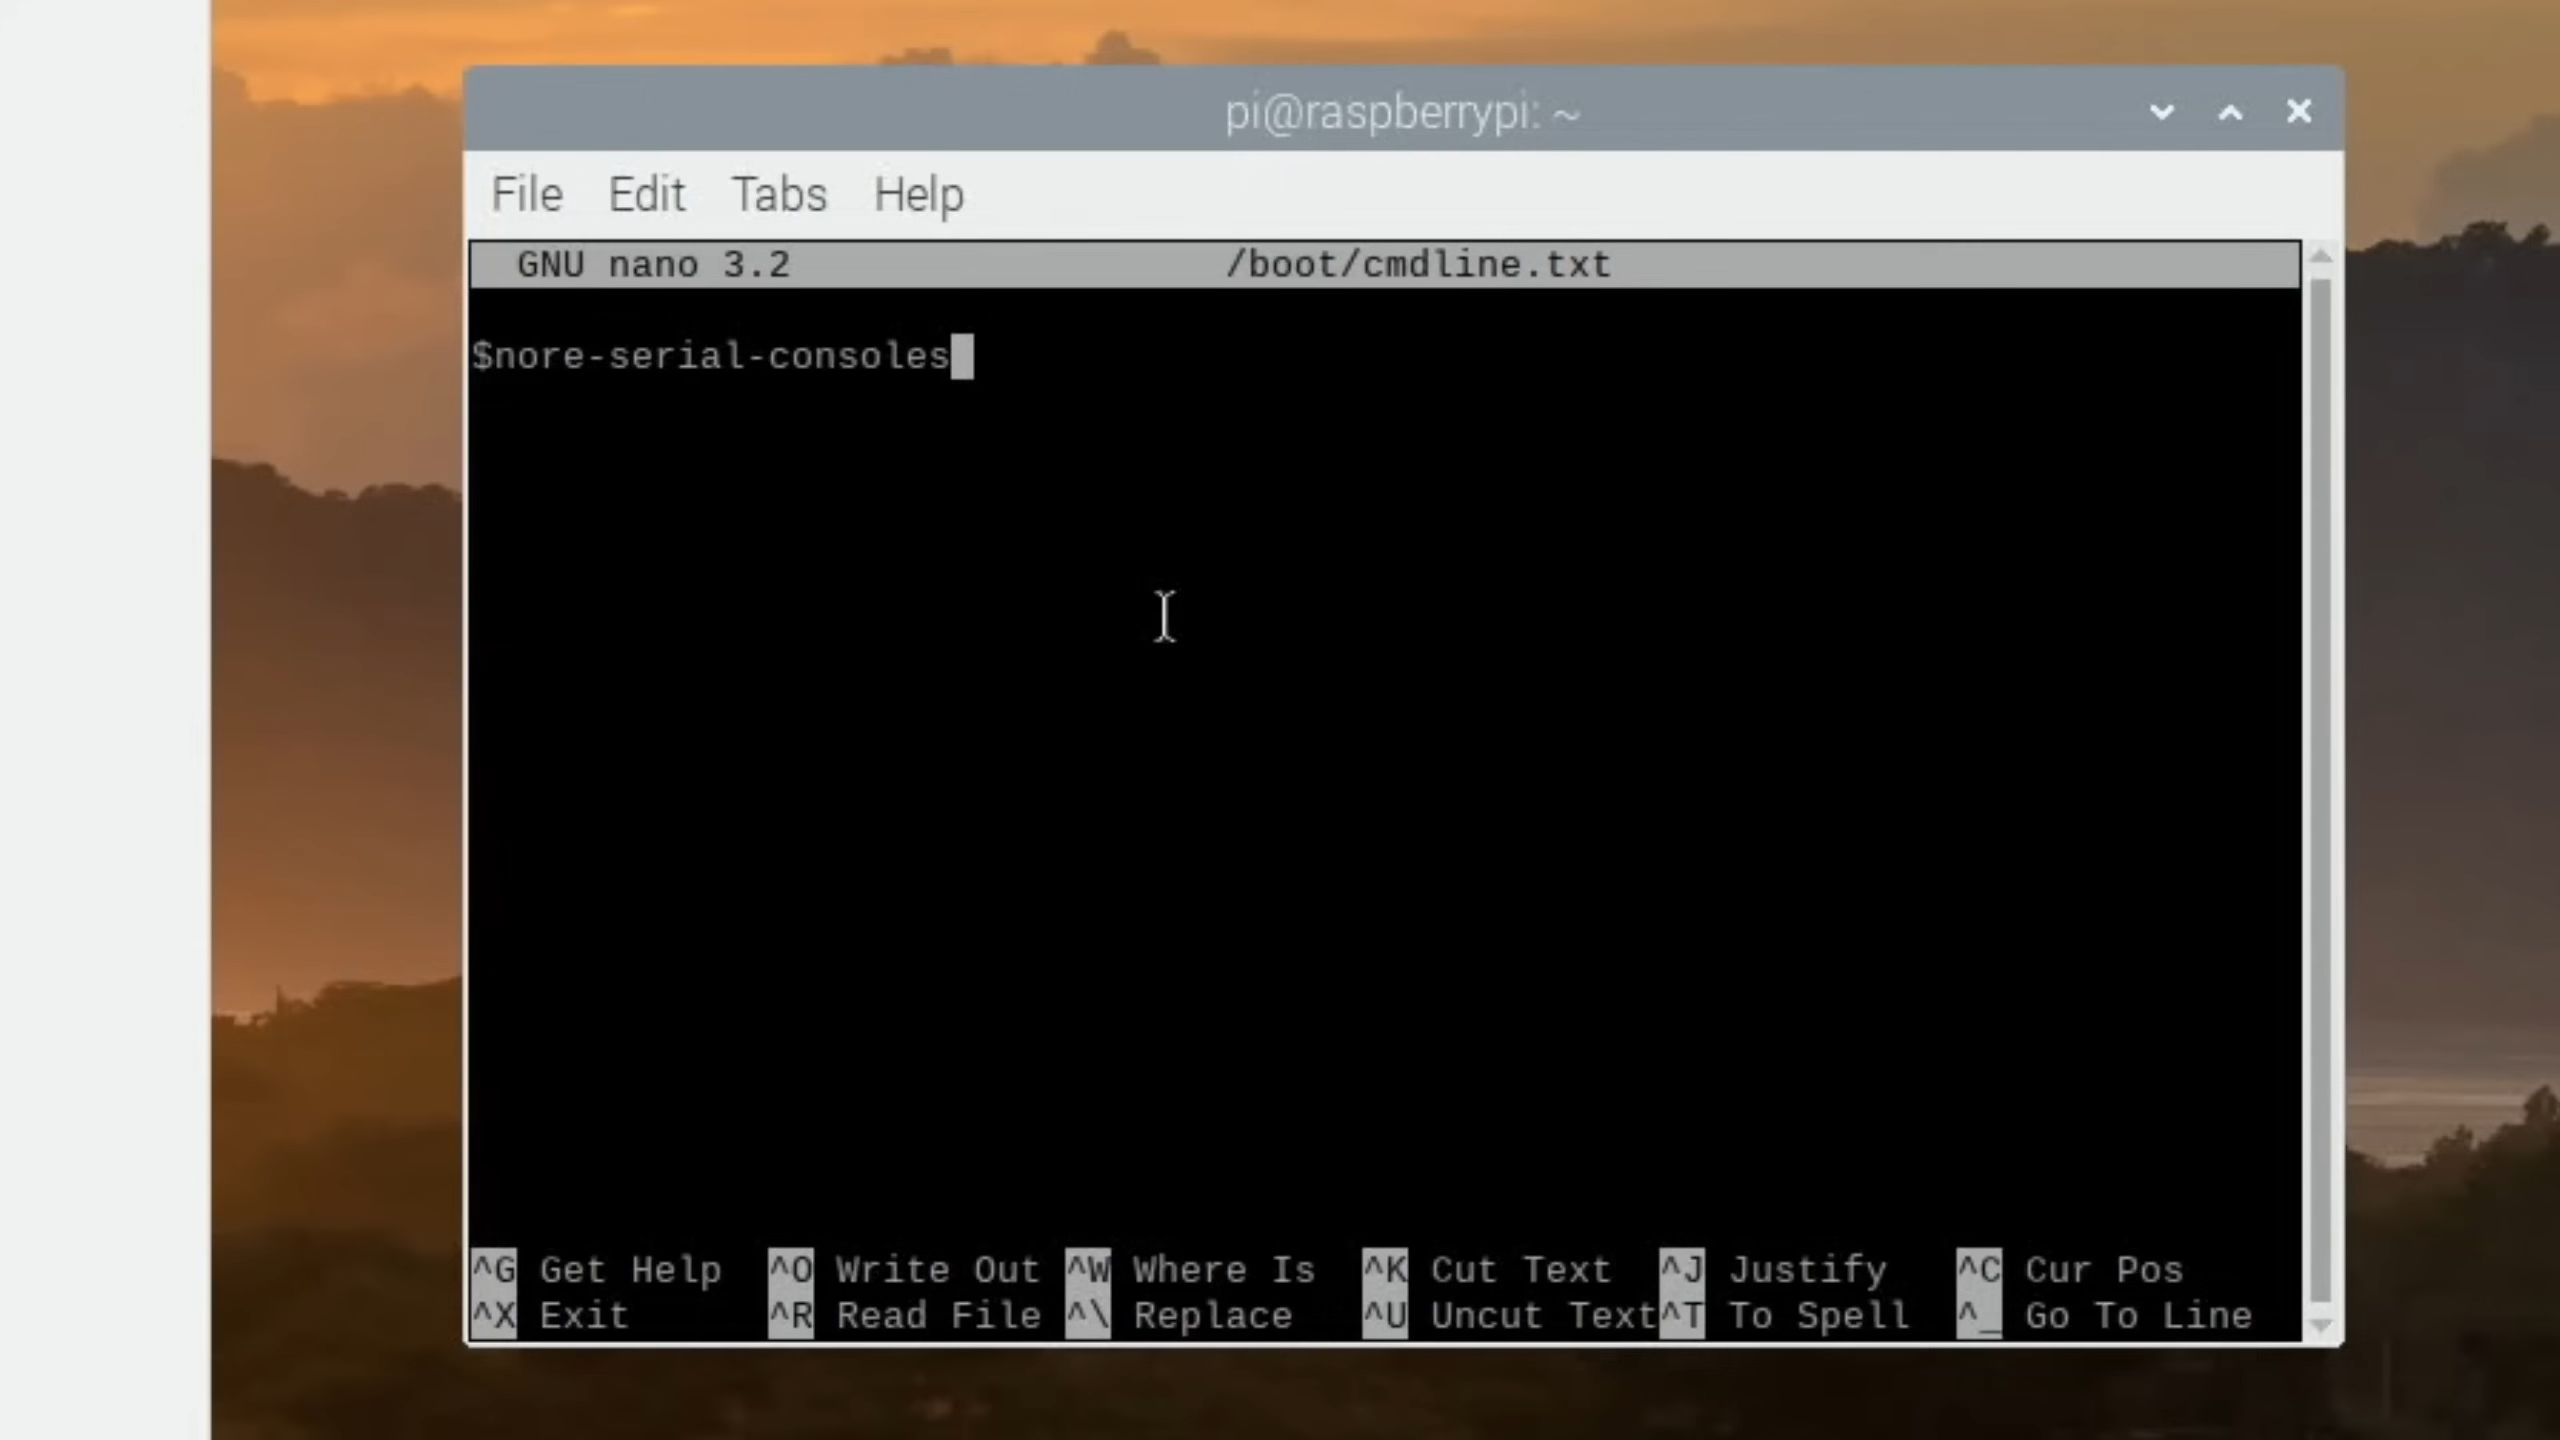 pi@raspberrypi: ~
File Edit Tabs Help
GNU nano 3.2 /boot/cmdline.txt
$nore-serial-consoles
^G Get Help ^O Write Out ^W Where Is ^K Cut Text ^J Justify ^C Cur Pos
^X Exit ^R Read File ^\ Replace ^U Uncut Text ^T To Spell ^_ Go To Line